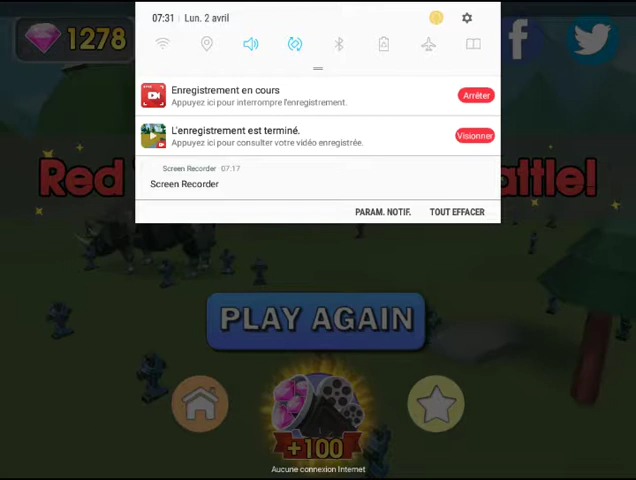 07:31 Lun. 2 avril
1278
Enregistrement en cours
Appuyez ici pour interrompre l'enregistrement.
Arrêter
L'enregistrement est terminé.
Appuyez ici pour consulter votre vidéo enregistrée.
Visionner
Screen Recorder 07:17
Screen Recorder
PARAM. NOTIF. TOUT EFFACER
Red
attle!
PLAY AGAIN
+100
Aucune connexion Internet